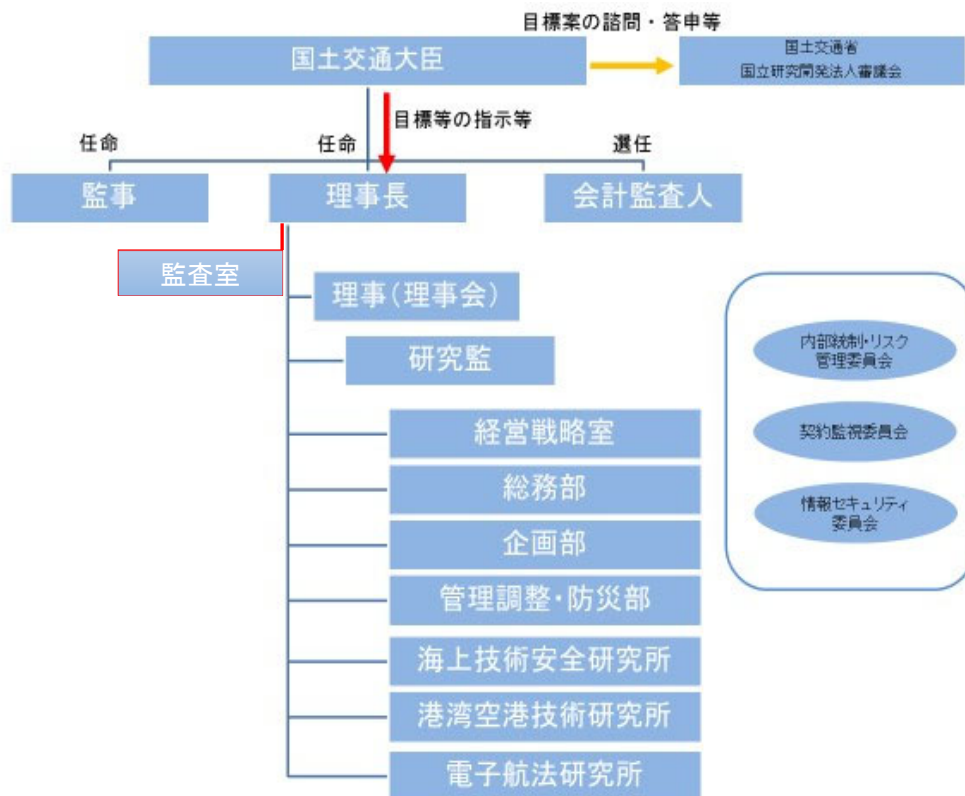 目標案の諮問・答申等
国土交通大臣
国土交通省
国立研究開発法人審議会
目標等の指示等
任命
任命
選任
監事
理事長
会計監査人
監査室
理事(理事会)
研究監
経営戦略室
総務部
企画部
管理調整・防災部
海上技術安全研究所
港湾空港技術研究所
電子航法研究所
内部統制・リスク
管理委員会
契約監視委員会
情報セキュリティ
委員会